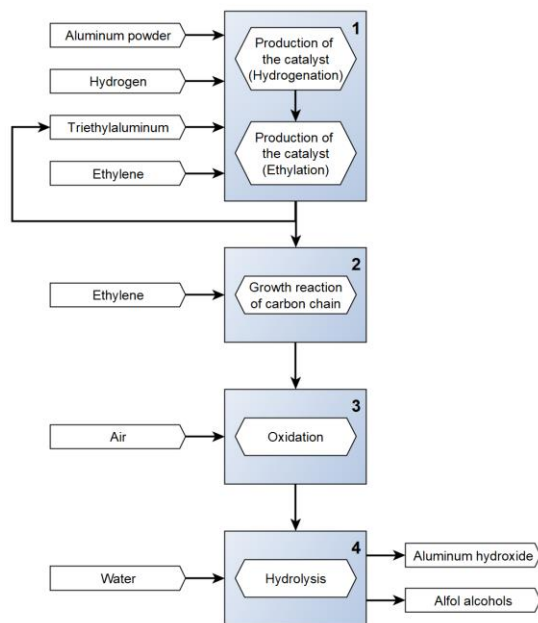 1
Aluminum powder
Production of
the catalyst
(Hydrogenation)
Hydrogen
Triethylaluminum
Production of
the catalyst
(Ethylation)
Ethylene
2
Ethylene
Growth reaction
of carbon chain
3
Air
Oxidation
4
Aluminum hydroxide
Water
Hydrolysis
Alfol alcohols